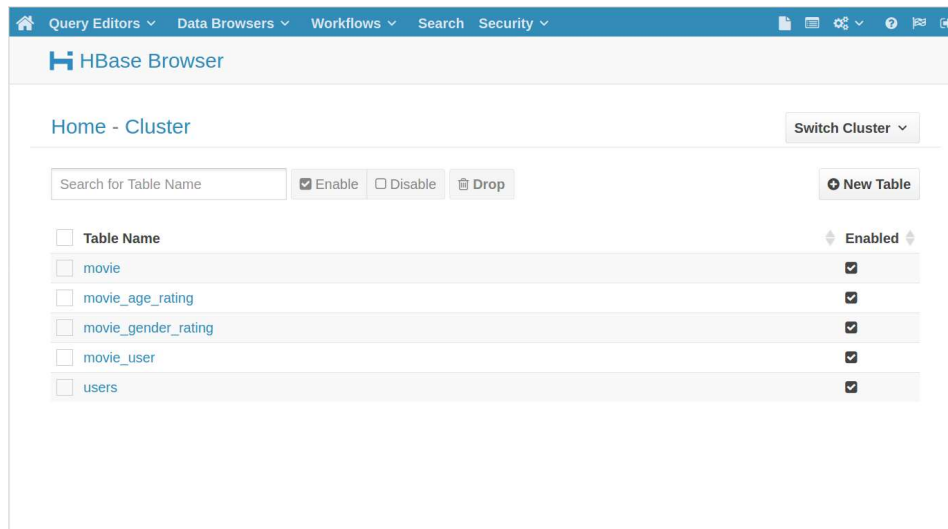 Query Editors Data Browsers Workflows Search Security
HBase Browser
Home - Cluster
Switch Cluster
Search for Table Name Enable Disable Drop New Table
Table Name Enabled
movie
movie_age_rating
movie_gender_rating
movie_user
users